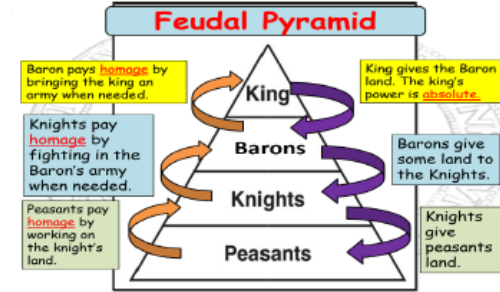 Feudal Pyramid
Baron pays homage by
bringing the king an
army when needed.
King gives the Baron
land. The king's
power is absolute.
King
Knights pay
homage by
fighting in the
Baron's army
when needed.
Barons
Barons give
some land to
the Knights.
Peasants pay
homage by
working on
the knight's
land.
Knights
Knights
give
peasants
land.
Peasants